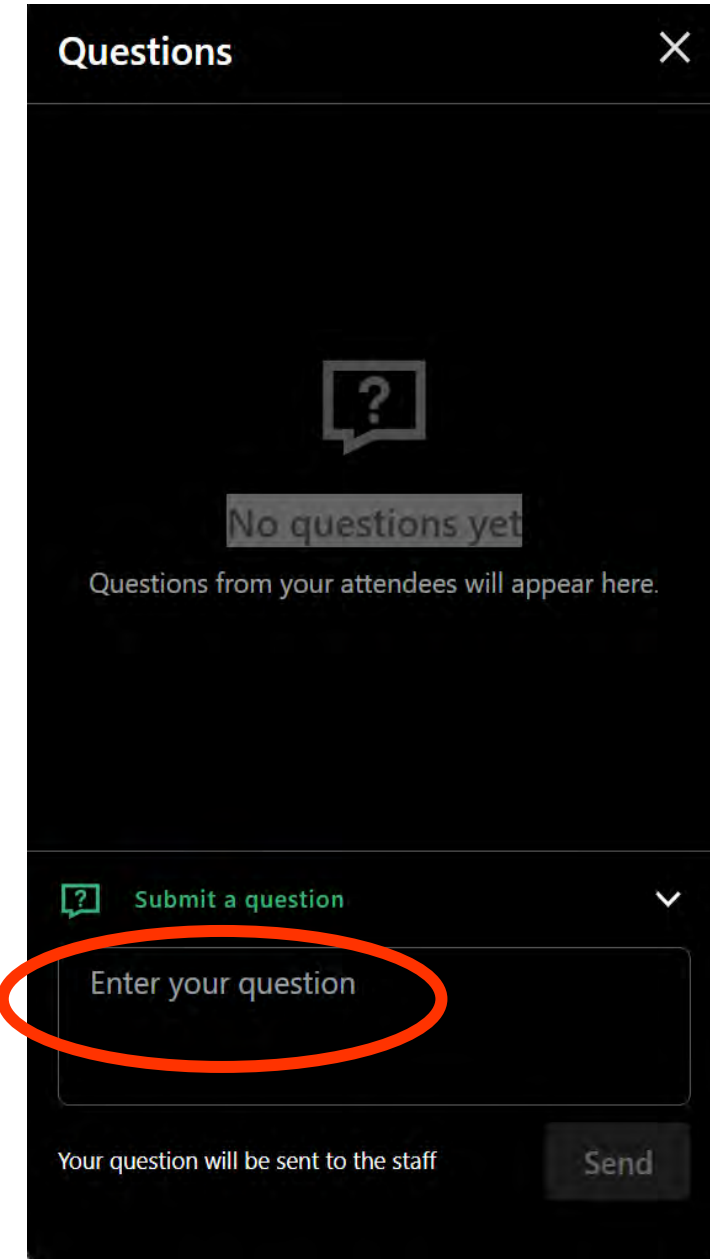 Questions
No questions yet
Questions from your attendees will appear here.
Submit a question
Enter your question
Your question will be sent to the staff
Send